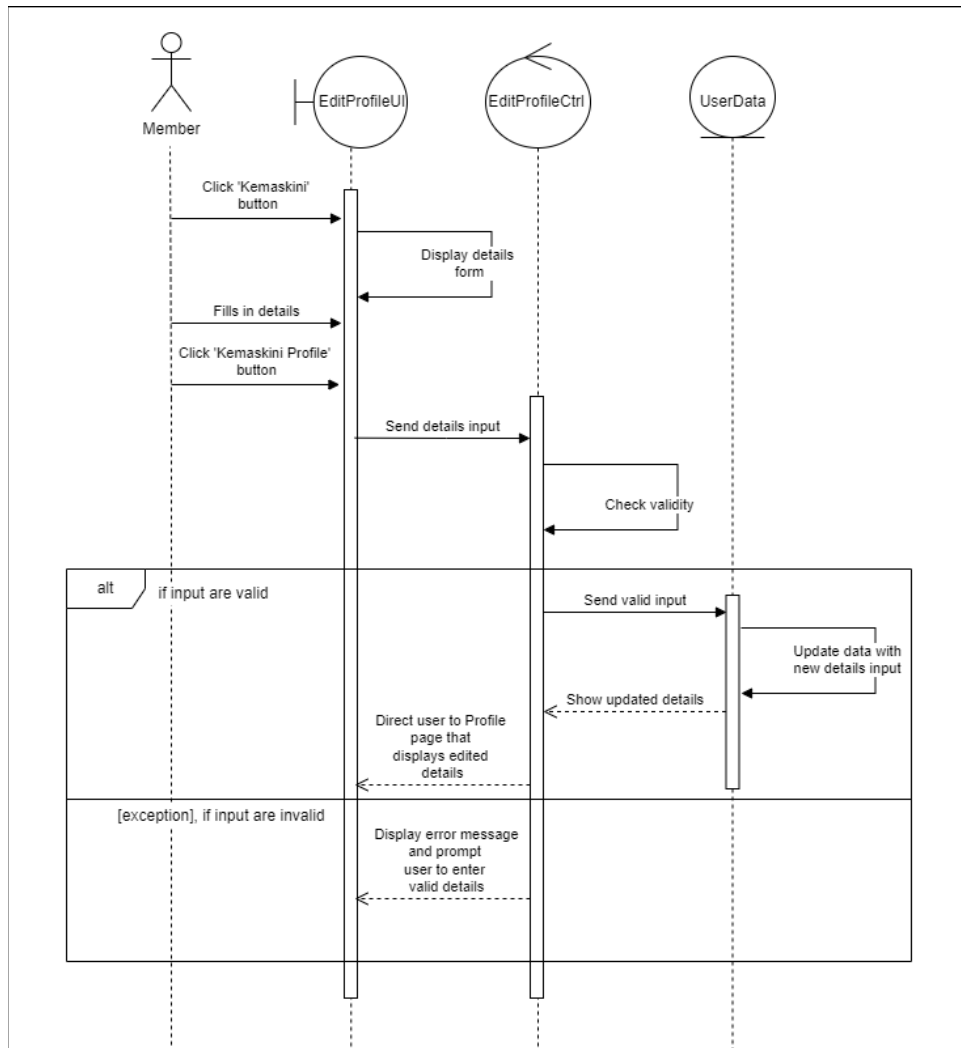 Member
EditProfileUI
EditProfileCtrl
UserData
Click 'Kemaskini'
button
Display details
form
Fills in details
Click 'Kemaskini Profile'
button
Send details input
Check validity
alt
if input are valid
Send valid input
Update data with
new details input
Show updated details
Direct user to Profile
page that
displays edited
details
[exception], if input are invalid
Display error message
and prompt
user to enter
valid details